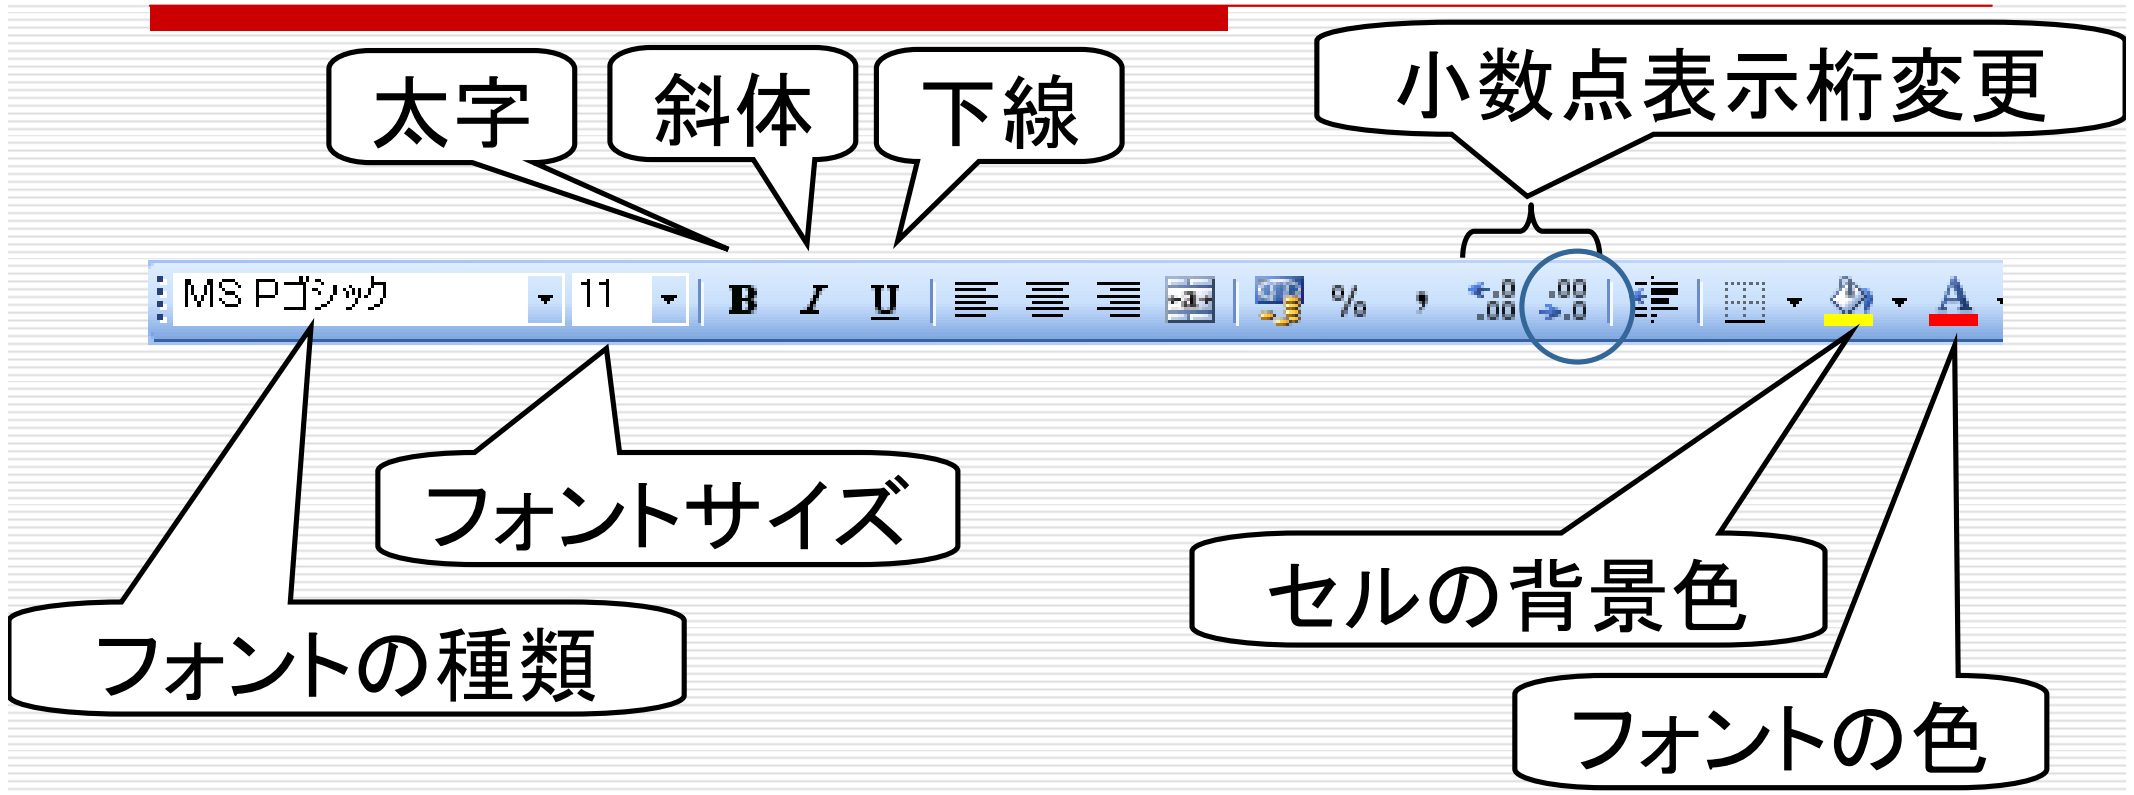 小数点表示桁変更
太字 斜体 下線
MS Pゴシック 11 B I U a % , .0 .00 .00 .0 A
フォントサイズ
セルの背景色
フォントの種類
フォントの色